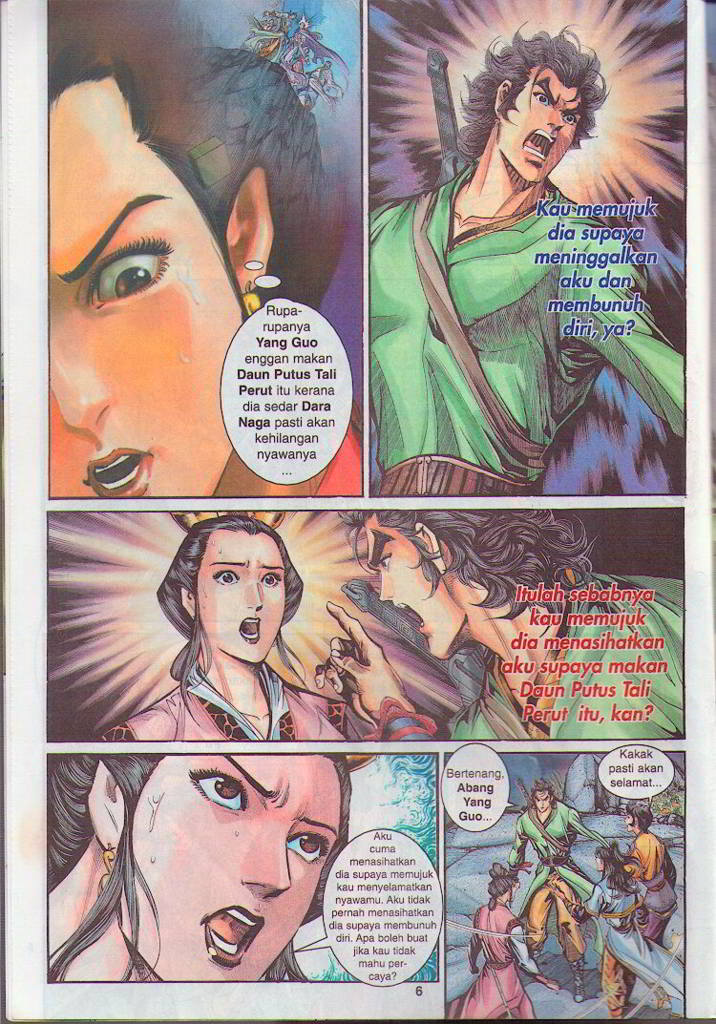 Rupa-
rupanya
Yang Guo
enggan makan
Daun Putus Tali
Perut itu kerana
dia sedar Dara
Naga pasti akan
kehilangan
nyawanya
...
Kau memujuk
dia supaya
meninggalkan
aku dan
membunuh
diri, ya?
Itulah sebabnya
kau memujuk
dia menasihatkan
aku supaya makan
Daun Putus Tali
Perut itu, kan?
Aku
cuma
menasihatkan
dia supaya memujuk
kau menyelamatkan
nyawamu. Aku tidak
pernah menasihatkan
dia supaya membunuh
diri. Apa boleh buat
jika kau tidak
mahu per-
caya?
Bertenang,
Abang
Yang
Guo...
Kakak
pasti akan
selamat...
6